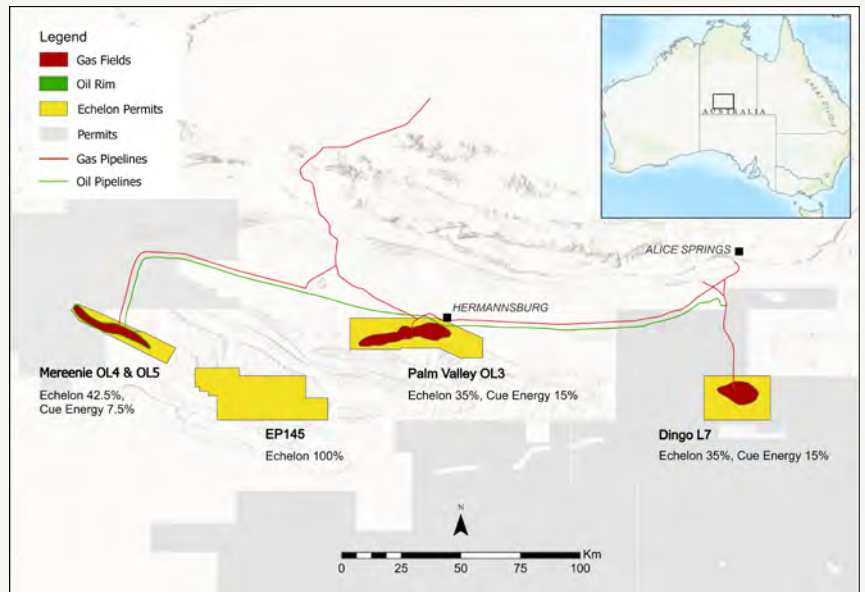 Legend
Gas Fields
Oil Rim
Echelon Permits
Permits
Gas Pipelines
Oil Pipelines
AUSTRALIA
GREAT DIVIDE
ALICE SPRINGS
HERMANNSBURG
Mereenie OL4 & OL5
Echelon 42.5%,
Cue Energy 7.5%
Palm Valley OL3
Echelon 35%, Cue Energy 15%
EP145
Echelon 100%
Dingo L7
Echelon 35%, Cue Energy 15%
N
Km
0 25 50 75 100